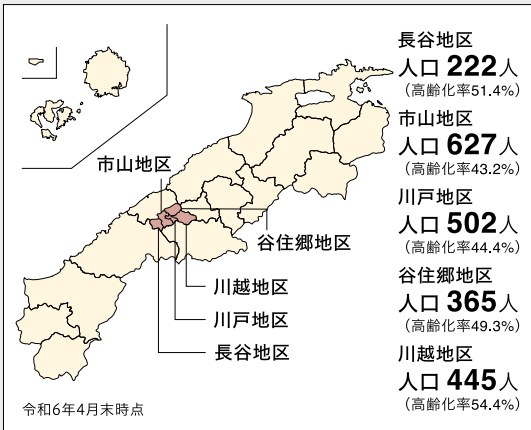 長谷地区
人口 222人
（高齢化率51.4%）
市山地区
人口 627人
（高齢化率43.2%）
川戸地区
人口 502人
（高齢化率44.4%）
谷住郷地区
人口 365人
（高齢化率49.3%）
川越地区
人口 445人
（高齢化率54.4%）
市山地区
谷住郷地区
川越地区
川戸地区
長谷地区
令和6年4月末時点